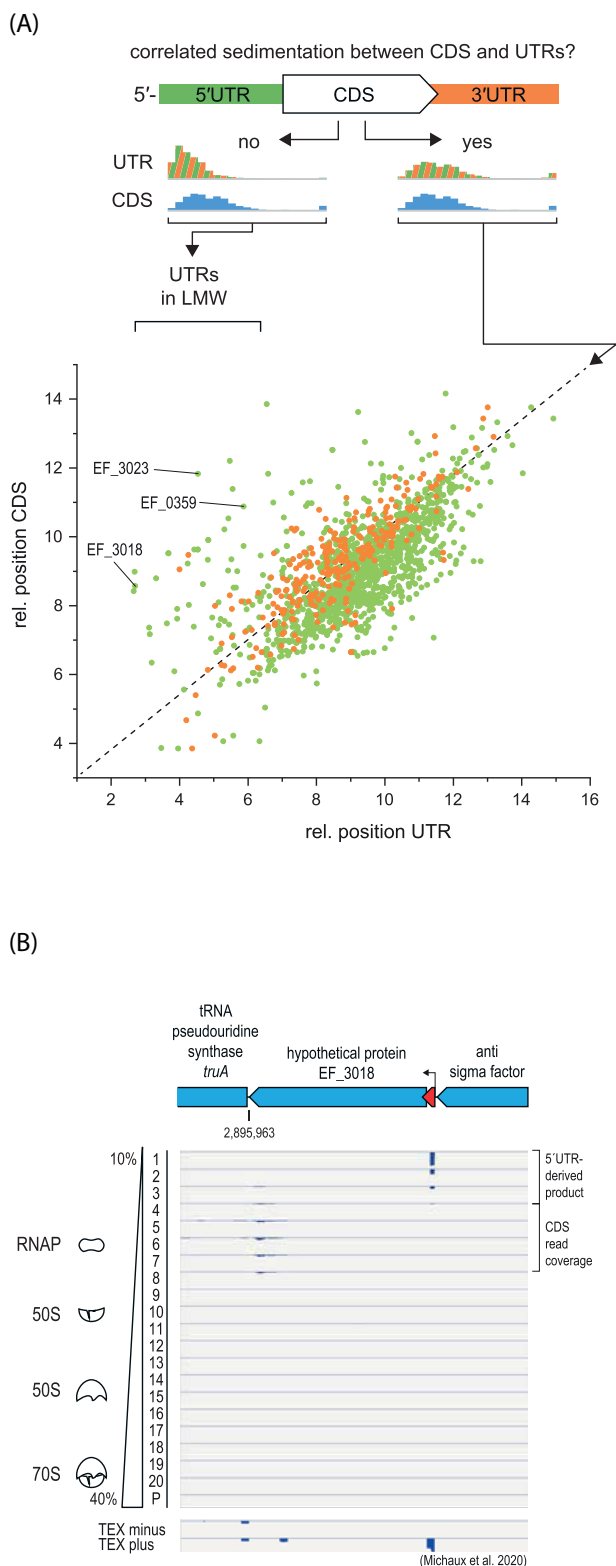 (A)
correlated sedimentation between CDS and UTRs?
5′- 5′UTR CDS 3′UTR
no yes
UTR
CDS
UTRs
in LMW
14
12
10
8
6
4
rel. position CDS
EF_3023
EF_0359
EF_3018
2 4 6 8 10 12 14 16
rel. position UTR
(B)
tRNA
pseudouridine
synthase
truA
hypothetical protein
EF_3018
anti
sigma factor
2,895,963
10%
1
2
3
4
5
6
7
8
9
10
11
12
13
14
15
16
17
18
19
20
P
40%
5´UTR-
derived
product
CDS
read
coverage
RNAP
50S
50S
70S
TEX minus
TEX plus
(Michaux et al. 2020)